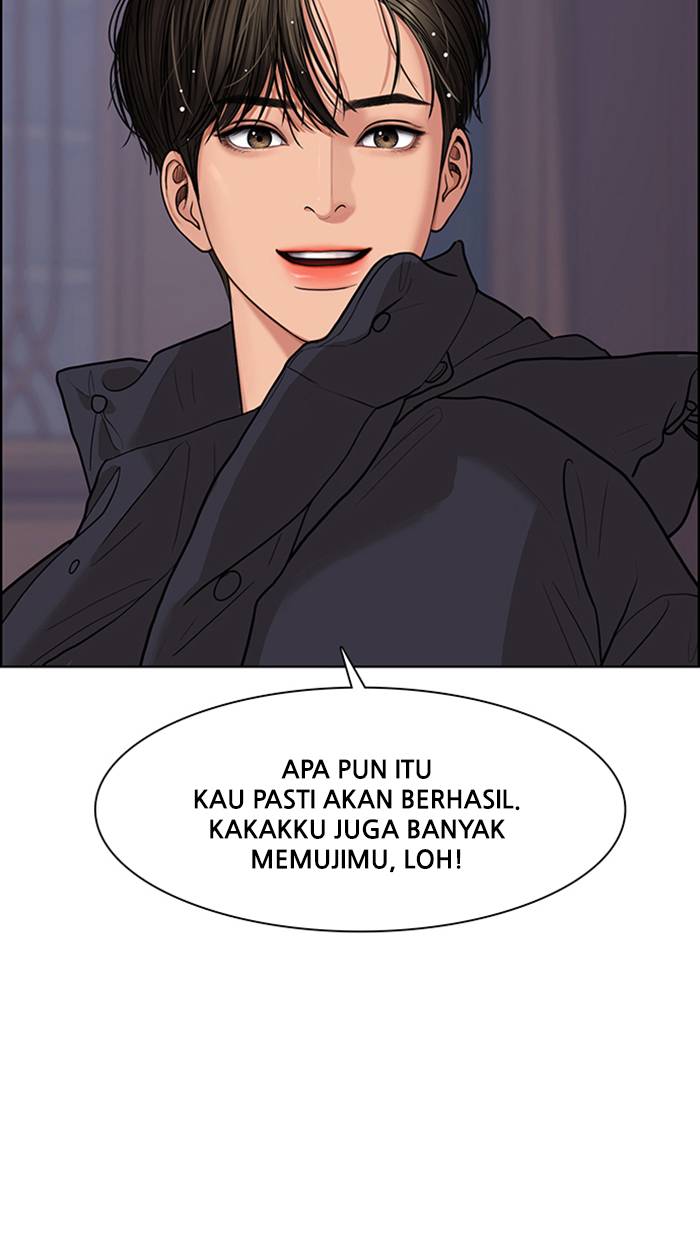 APA PUN ITU
KAU PASTI AKAN BERHASIL.
KAKAKKU JUGA BANYAK
MEMUJIMU, LOH!